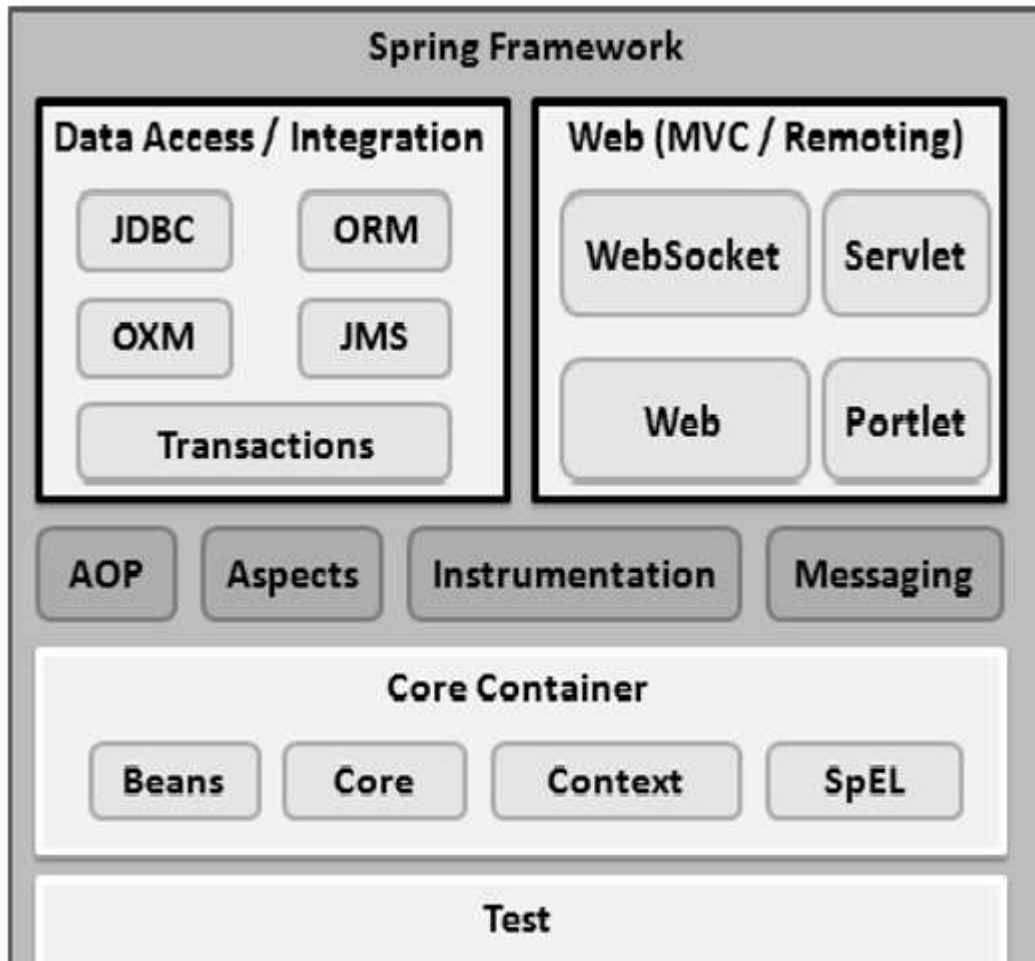 Spring Framework
Data Access / Integration
JDBC
ORM
OXM
JMS
Transactions
Web (MVC / Remoting)
WebSocket
Servlet
Web
Portlet
AOP
Aspects
Instrumentation
Messaging
Core Container
Beans
Core
Context
SpEL
Test